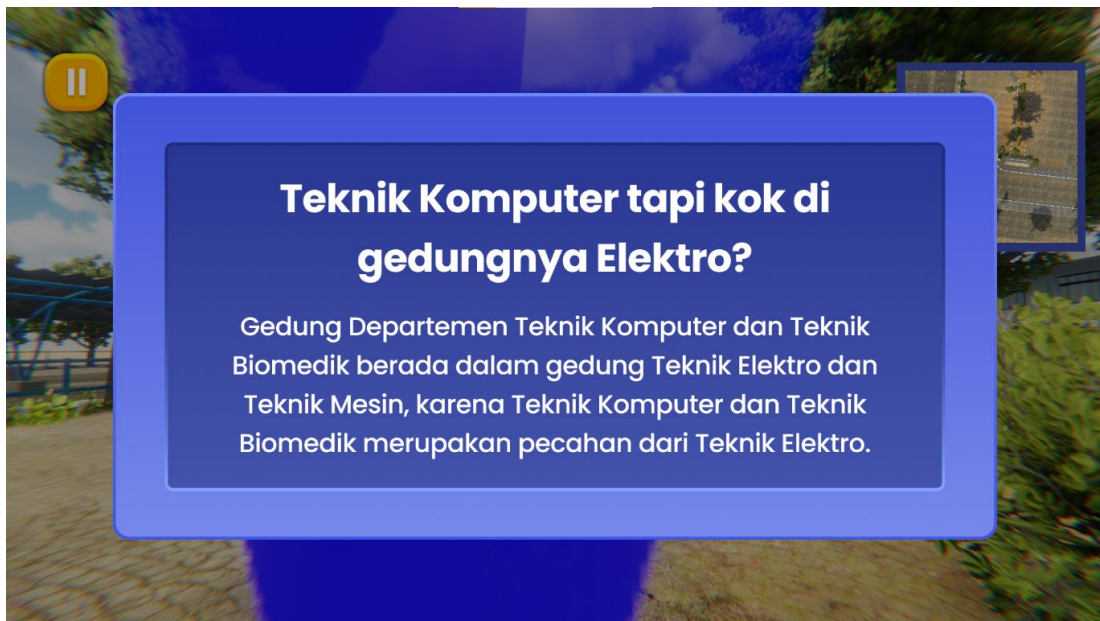 Teknik Komputer tapi kok di
gedungnya Elektro?
Gedung Departemen Teknik Komputer dan Teknik
Biomedik berada dalam gedung Teknik Elektro dan
Teknik Mesin, karena Teknik Komputer dan Teknik
Biomedik merupakan pecahan dari Teknik Elektro.